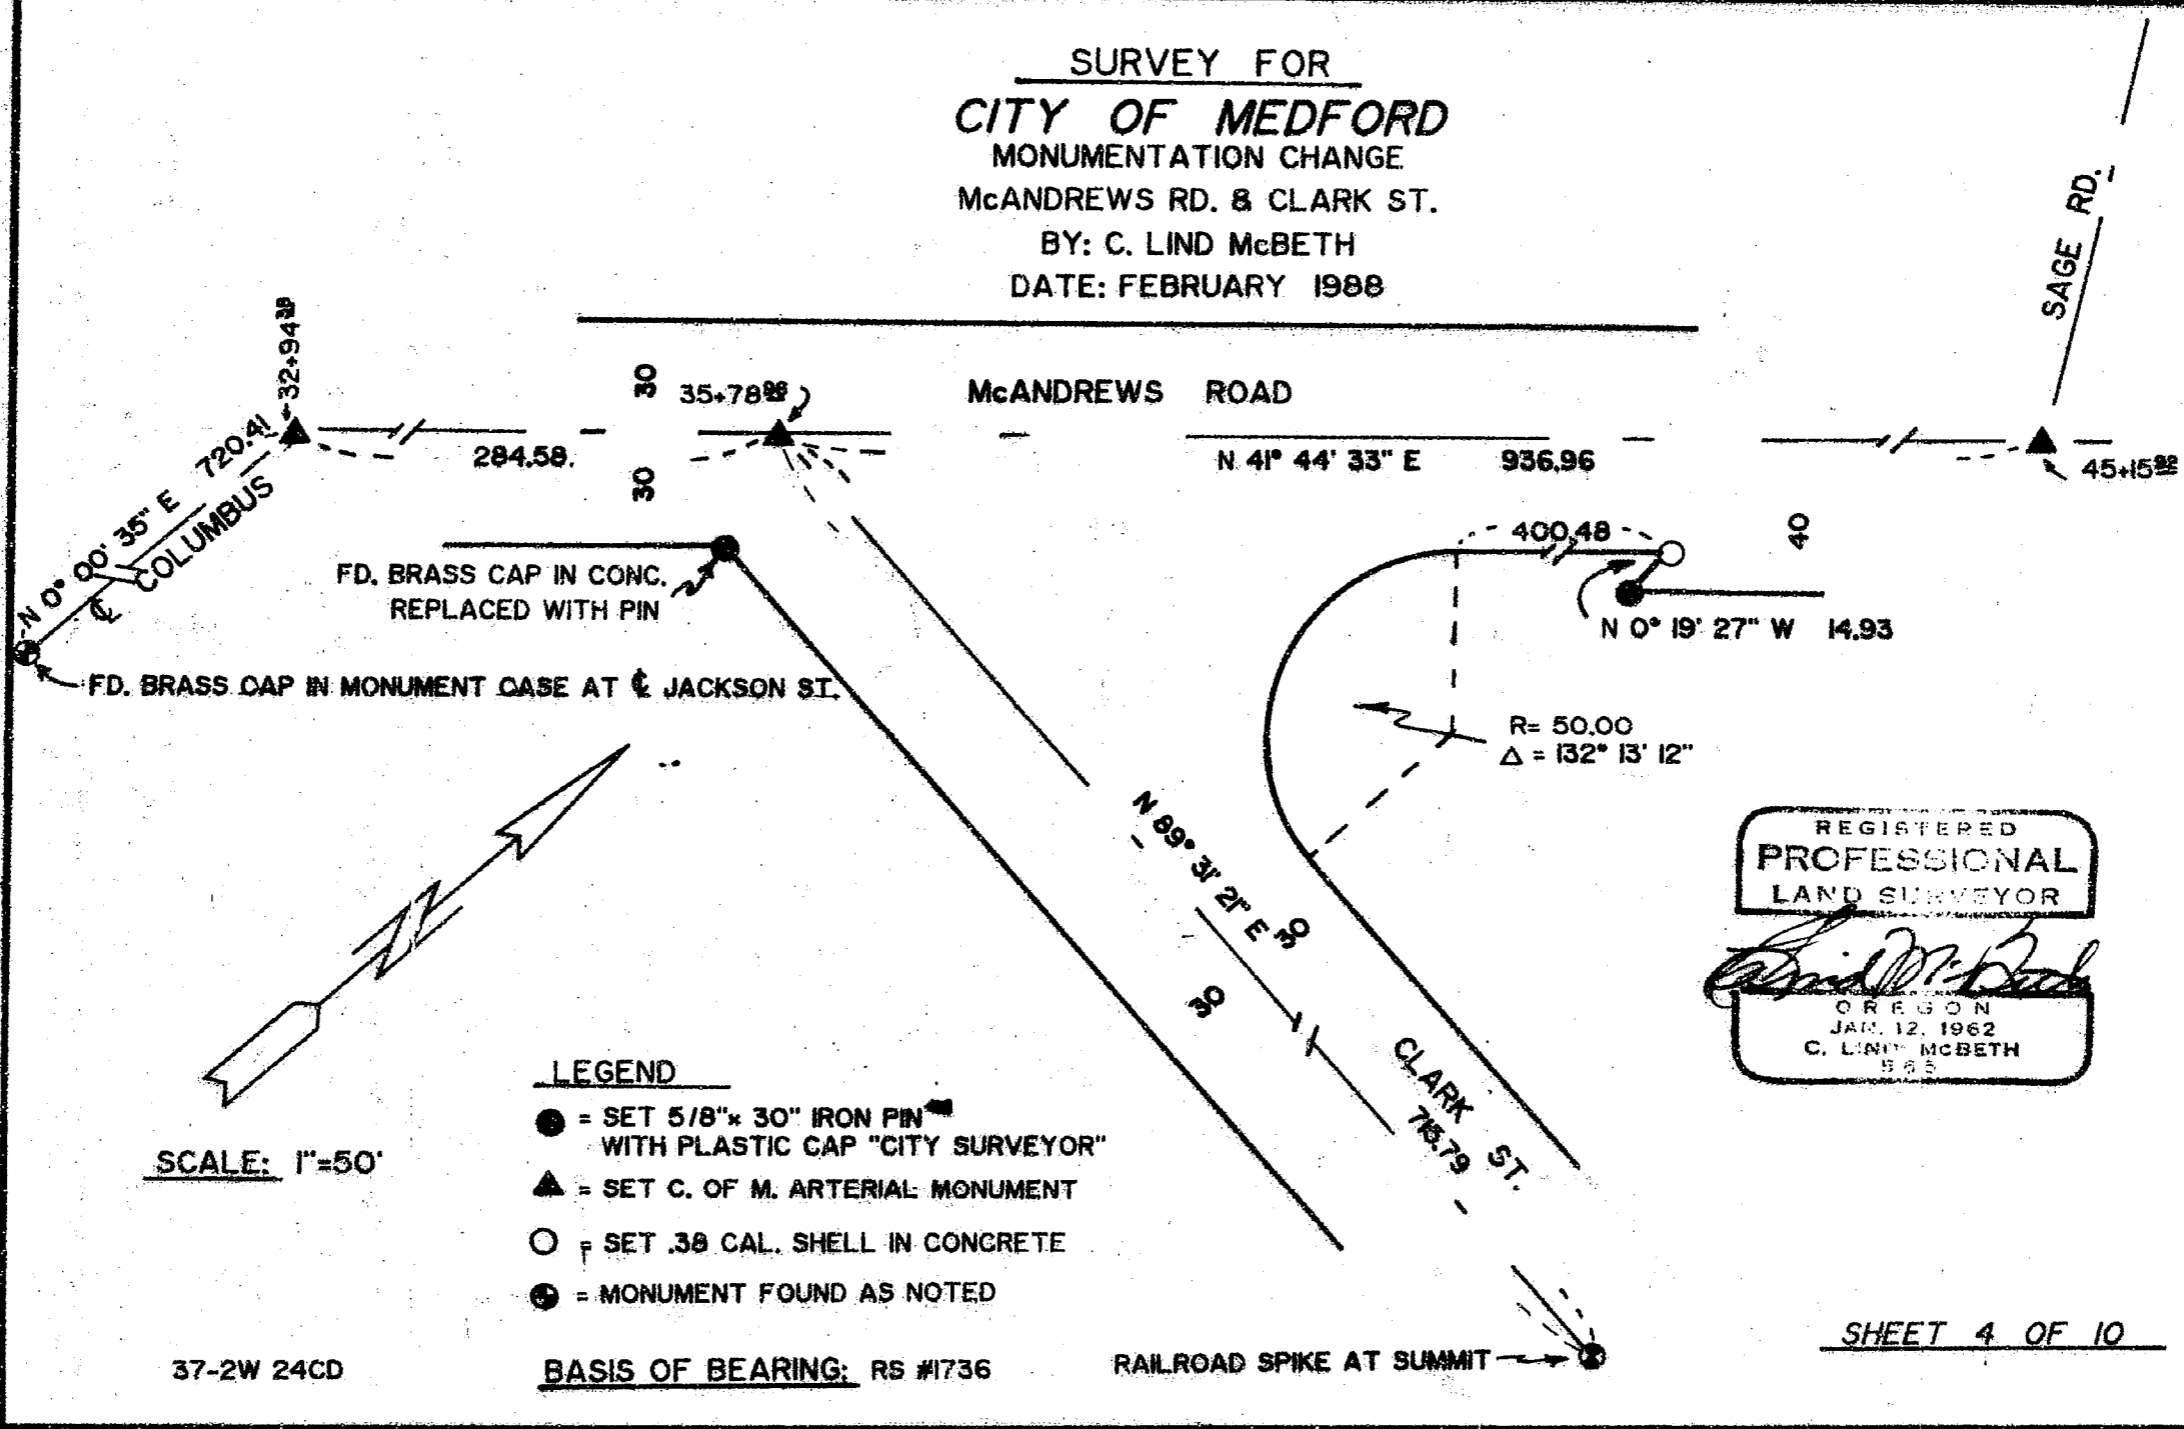 SURVEY FOR
CITY OF MEDFORD
MONUMENTATION CHANGE
McANDREWS RD. & CLARK ST.
BY: C. LIND McBETH
DATE: FEBRUARY 1988
SAGE RD.
32+94
30
35+78
McANDREWS ROAD
720.41
284.58
30
N 41° 44' 33" E 936.96
45+15
N 0° 00' 35" E
℄ COLUMBUS
400.48
40
FD. BRASS CAP IN CONC.
REPLACED WITH PIN
N 0° 19' 27" W 14.93
FD. BRASS CAP IN MONUMENT CASE AT ℄ JACKSON ST.
R= 50.00
Δ = 132° 13' 12"
N 89° 31' 21" E
30
30
N
CLARK ST.
REGISTERED
PROFESSIONAL
LAND SURVEYOR
OREGON
JAN. 12, 1962
C. LIND McBETH
LEGEND
= SET 5/8"x 30" IRON PIN
WITH PLASTIC CAP "CITY SURVEYOR"
= SET C. OF M. ARTERIAL MONUMENT
= SET .38 CAL. SHELL IN CONCRETE
= MONUMENT FOUND AS NOTED
SCALE: 1"=50'
37-2W 24CD
BASIS OF BEARING: RS #1736
RAILROAD SPIKE AT SUMMIT
SHEET 4 OF 10